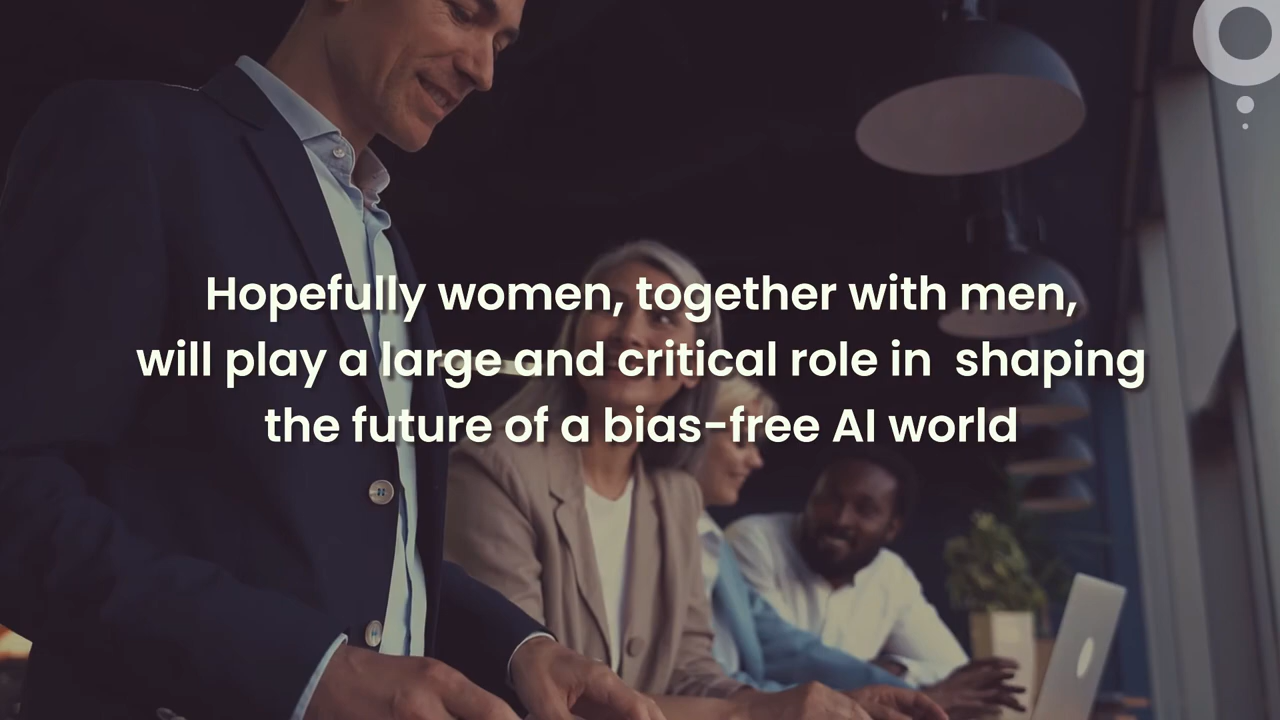 Hopefully women, together with men,
will play a large and critical role in  shaping
the future of a bias-free AI world